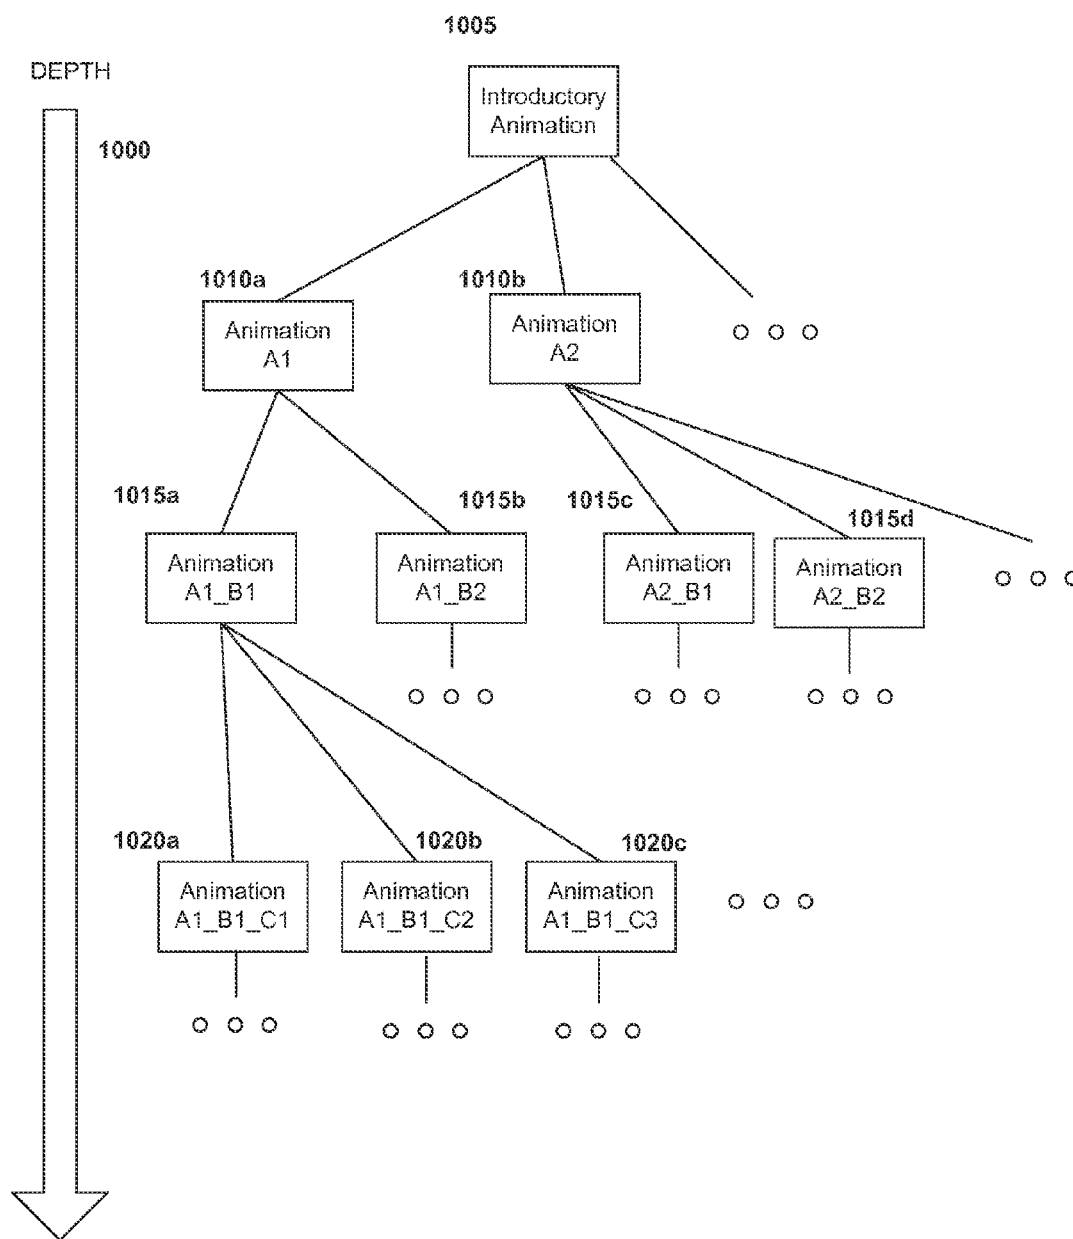 1005
DEPTH
Introductory
Animation
1000
1010a
1010b
Animation
A1
Animation
A2
1015a
1015b
1015c
1015d
Animation
A1_B1
Animation
A1_B2
Animation
A2_B1
Animation
A2_B2
1020a
1020b
1020c
Animation
A1_B1_C1
Animation
A1_B1_C2
Animation
A1_B1_C3